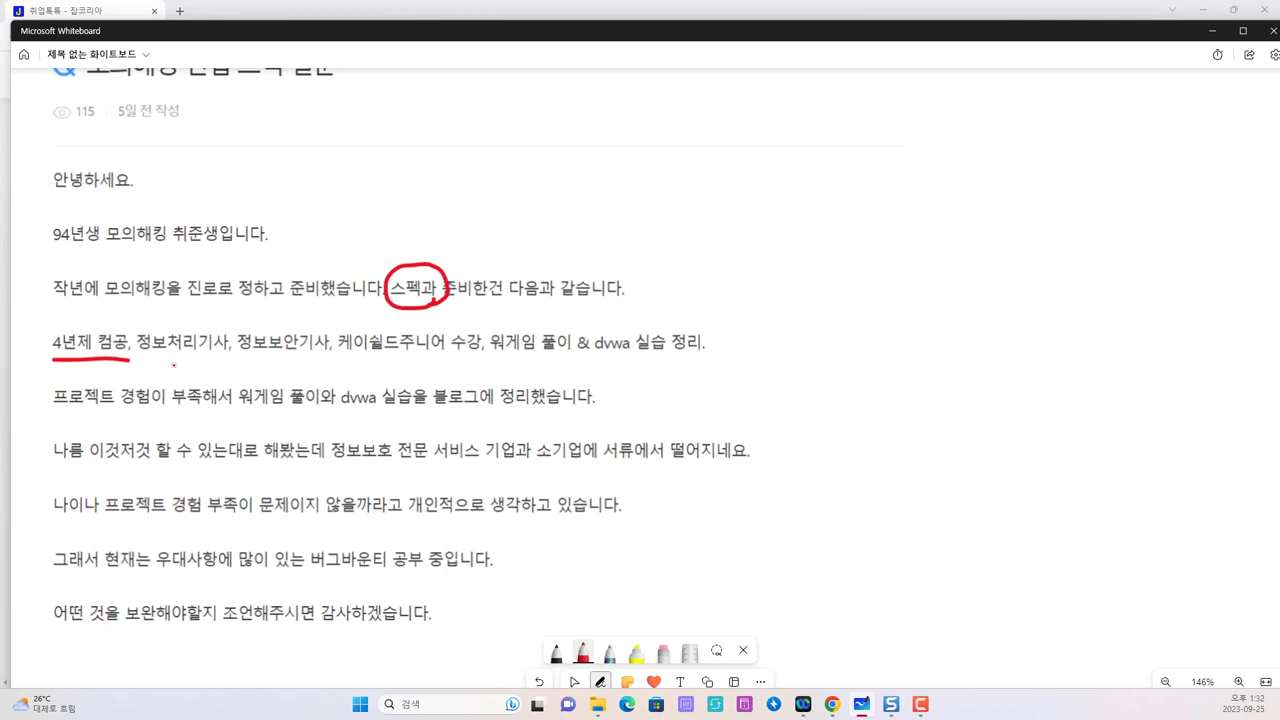 취업톡톡 - 잡코리아
Microsoft Whiteboard
제목 없는 화이트보드
모의해킹 신입 스펙 질문
115 5일 전 작성
안녕하세요.
94년생 모의해킹 취준생입니다.
작년에 모의해킹을 진로로 정하고 준비했습니다. 스펙과 준비한건 다음과 같습니다.
4년제 컴공, 정보처리기사, 정보보안기사, 케이쉴드주니어 수강, 워게임 풀이 & dvwa 실습 정리.
프로젝트 경험이 부족해서 워게임 풀이와 dvwa 실습을 블로그에 정리했습니다.
나름 이것저것 할 수 있는대로 해봤는데 정보보호 전문 서비스 기업과 소기업에 서류에서 떨어지네요.
나이나 프로젝트 경험 부족이 문제이지 않을까라고 개인적으로 생각하고 있습니다.
그래서 현재는 우대사항에 많이 있는 버그바운티 공부 중입니다.
어떤 것을 보완해야할지 조언해주시면 감사하겠습니다.
146%
26°C
대체로 흐림
검색
오후 1:32
2023-09-25